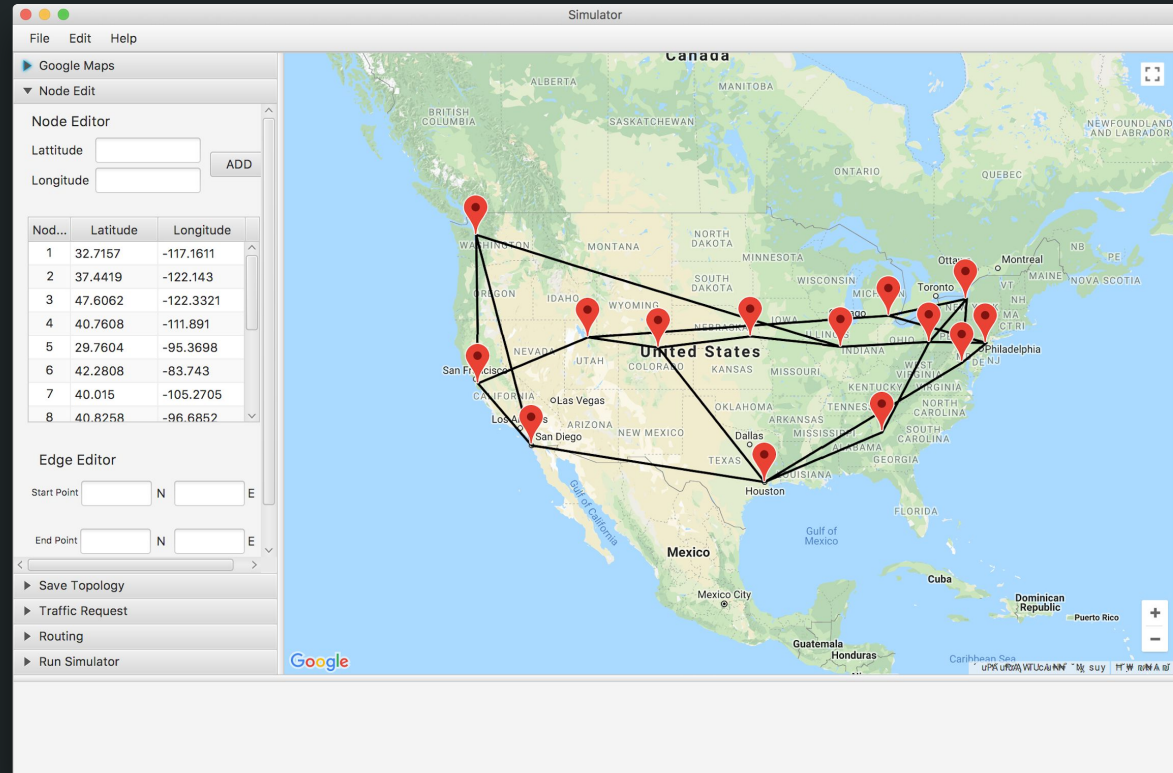 Simulator
File Edit Help
Google Maps
Node Edit
Node Editor
Lattitude
ADD
Longitude
Nod... Latitude Longitude
1 32.7157 -117.1611
2 37.4419 -122.143
3 47.6062 -122.3321
4 40.7608 -111.891
5 29.7604 -95.3698
6 42.2808 -83.743
7 40.015 -105.2705
8 40.8258 -96.6852
Edge Editor
Start Point N E
End Point N E
Save Topology
Traffic Request
Routing
Run Simulator
Canada
ALBERTA
MANITOBA
BRITISH
COLUMBIA
SASKATCHEWAN
NEWFOUNDLAND
AND LABRADOR
ONTARIO
QUEBEC
WASHINGTON
MONTANA
NORTH
DAKOTA
MINNESOTA
Montreal
NB
PE
MAINE
NOVA SCOTIA
OREGON
IDAHO
WYOMING
SOUTH
DAKOTA
WISCONSIN
Toronto
VT
NH
MA
CT RI
IOWA
NEBRASKA
NEVADA
UTAH
COLORADO
United States
KANSAS
MISSOURI
INDIANA
OHIO
Philadelphia
DE NJ
WEST
VIRGINIA
KENTUCKY
VIRGINIA
San Francisco
CALIFORNIA
Las Vegas
ARIZONA
NEW MEXICO
San Diego
OKLAHOMA
ARKANSAS
NORTH
CAROLINA
SOUTH
CAROLINA
MISSISSIPPI
ALABAMA
GEORGIA
Dallas
TEXAS
Houston
FLORIDA
Gulf of California
Gulf of
Mexico
Mexico
Mexico City
Cuba
Dominican
Republic
Puerto Rico
Guatemala
Honduras
Caribbean Sea
Google
+
−